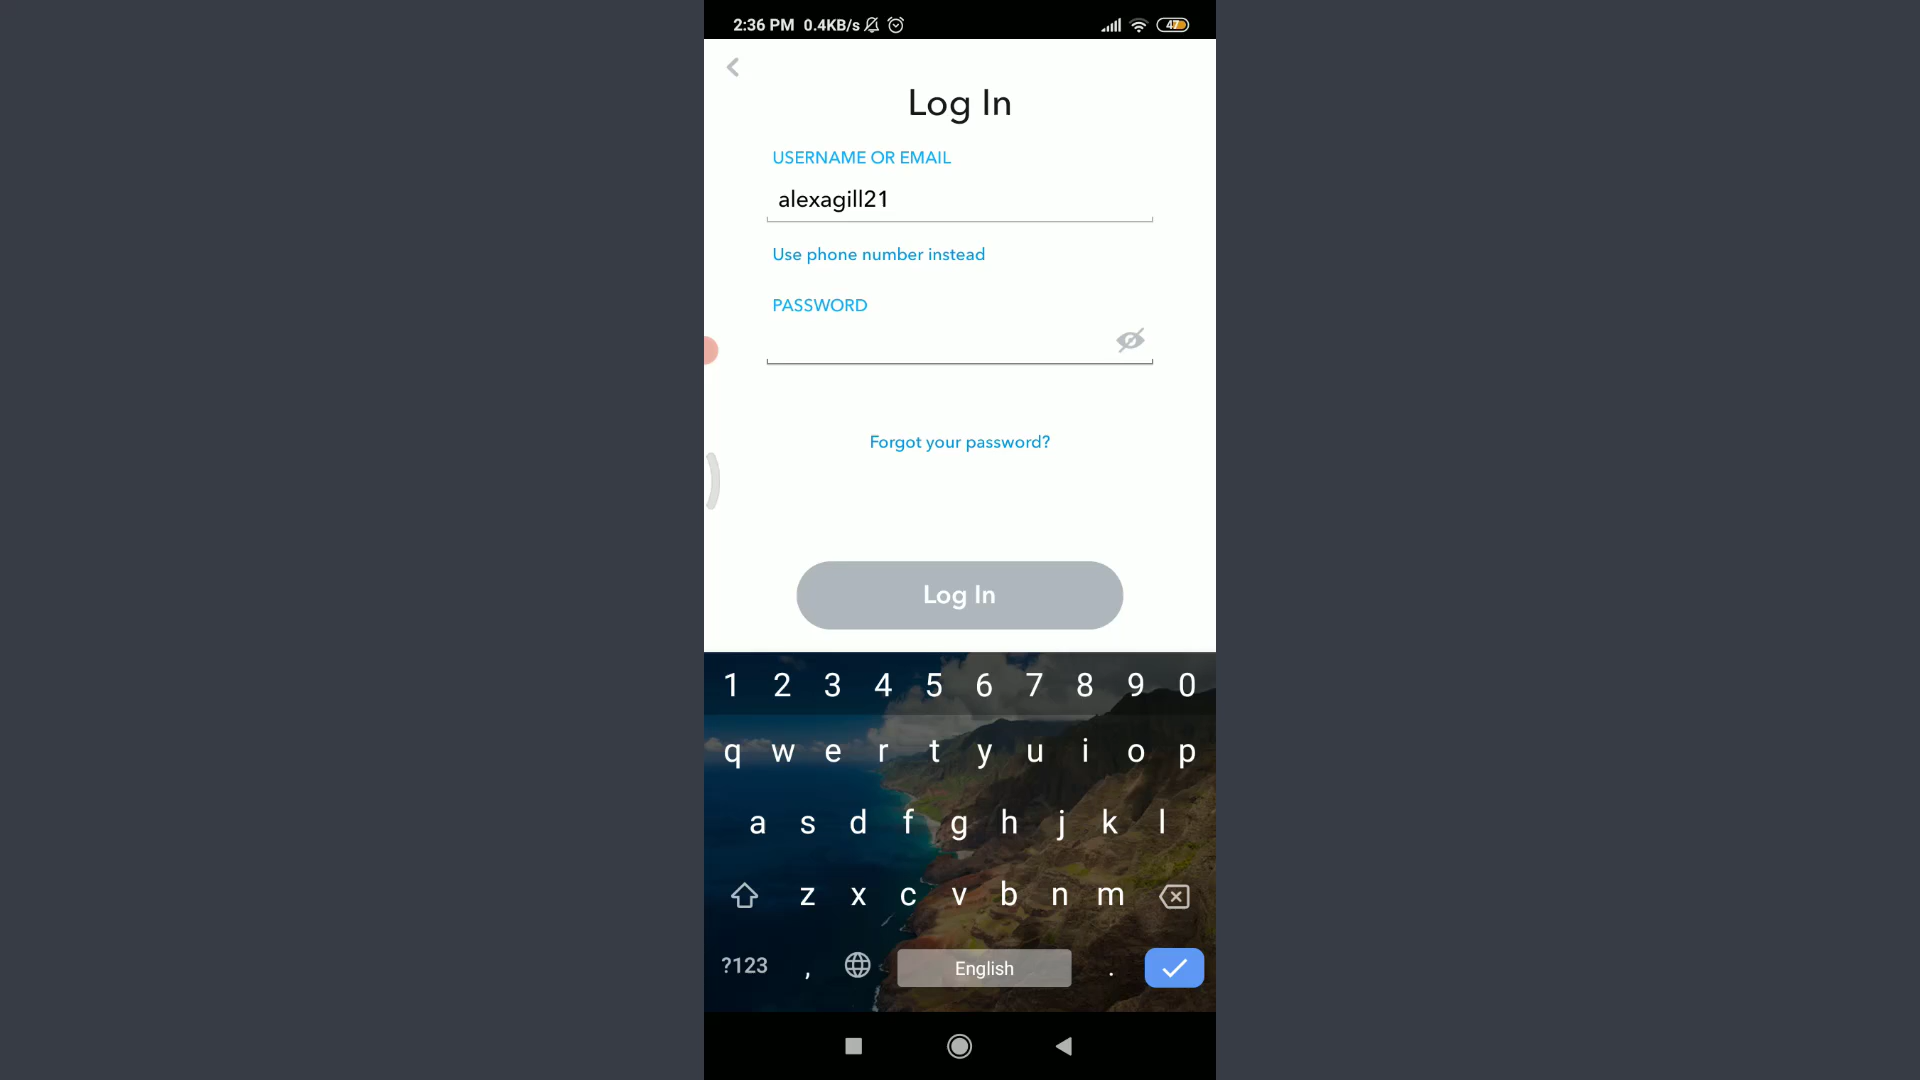 2:36 PM 0.4KB/s 47
Log In
USERNAME OR EMAIL
alexagill21
Use phone number instead
PASSWORD
Forgot your password?
Log In
1 2 3 4 5 6 7 8 9 0
q w e r t y u i o p
a s d f g h j k l
z x c v b n m
?123 , English .